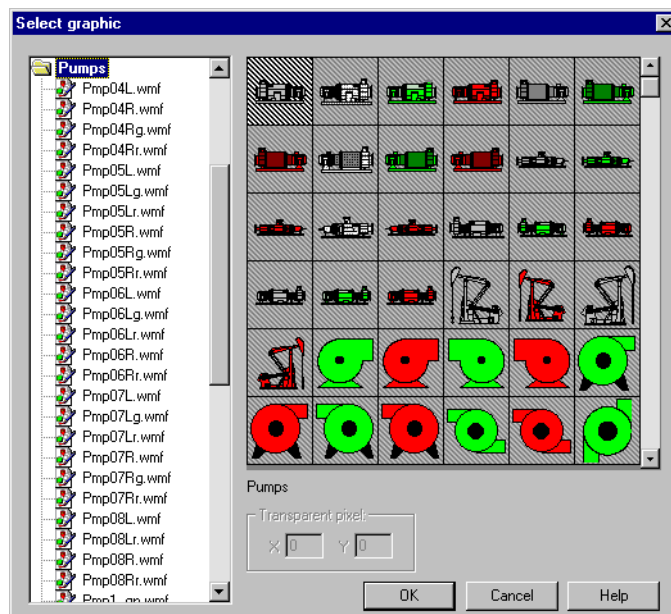 Select graphic
Pumps
Pmp04L.wmf
Pmp04R.wmf
Pmp04Rg.wmf
Pmp04Rr.wmf
Pmp05L.wmf
Pmp05Lg.wmf
Pmp05Lr.wmf
Pmp05R.wmf
Pmp05Rg.wmf
Pmp05Rr.wmf
Pmp06L.wmf
Pmp06Lg.wmf
Pmp06Lr.wmf
Pmp06R.wmf
Pmp06Rr.wmf
Pmp07L.wmf
Pmp07Lg.wmf
Pmp07Lr.wmf
Pmp07R.wmf
Pmp07Rg.wmf
Pmp07Rr.wmf
Pmp08L.wmf
Pmp08Lr.wmf
Pmp08R.wmf
Pmp08Rr.wmf
Pumps
Transparent pixel:
X 0 Y 0
OK Cancel Help